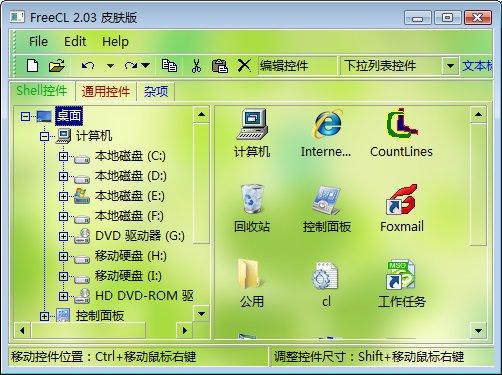 FreeCL 2.03 皮肤版
File Edit Help
编辑控件 下拉列表控件
Shell控件 通用控件 杂项
桌面
计算机
本地磁盘 (C:)
本地磁盘 (D:)
本地磁盘 (E:)
本地磁盘 (F:)
DVD 驱动器 (G:)
移动硬盘 (H:)
移动硬盘 (I:)
HD DVD-ROM 驱
控制面板
计算机 Interne... CountLines
回收站 控制面板 Foxmail
公用 cl 工作任务
移动控件位置：Ctrl+移动鼠标右键 调整控件尺寸：Shift+移动鼠标右键